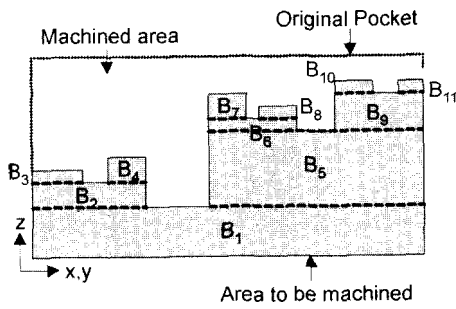 Original Pocket
Machined area
B10
B11
B7
B8
B9
B6
B3
B4
B5
B2
B1
z
x,y
Area to be machined